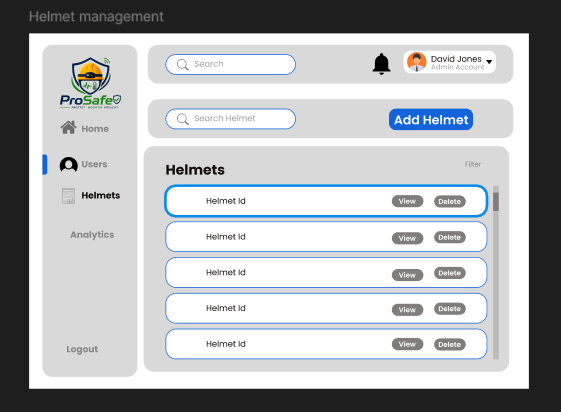 Helmet management
ProSafe
PROTECT MONITOR PREVENT
Home
Users
Helmets
Analytics
Logout
Search
David Jones
Admin Account
Search Helmet
Add Helmet
Helmets
Filter
Helmet Id
View
Delete
Helmet Id
View
Delete
Helmet Id
View
Delete
Helmet Id
View
Delete
Helmet Id
View
Delete